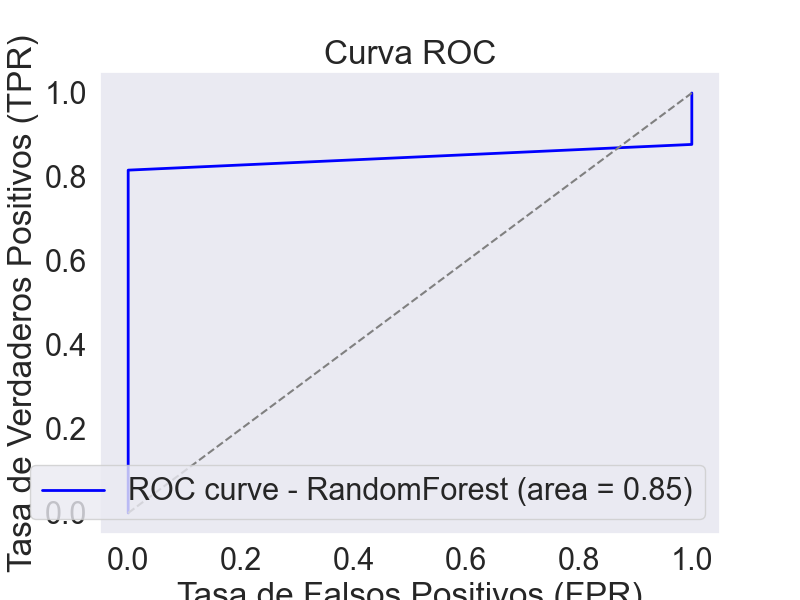 Curva ROC
Tasa de Verdaderos Positivos (TPR)
1.0
0.8
0.6
0.4
0.2
0.0
ROC curve - RandomForest (area = 0.85)
0.0 0.2 0.4 0.6 0.8 1.0
Tasa de Falsos Positivos (FPR)